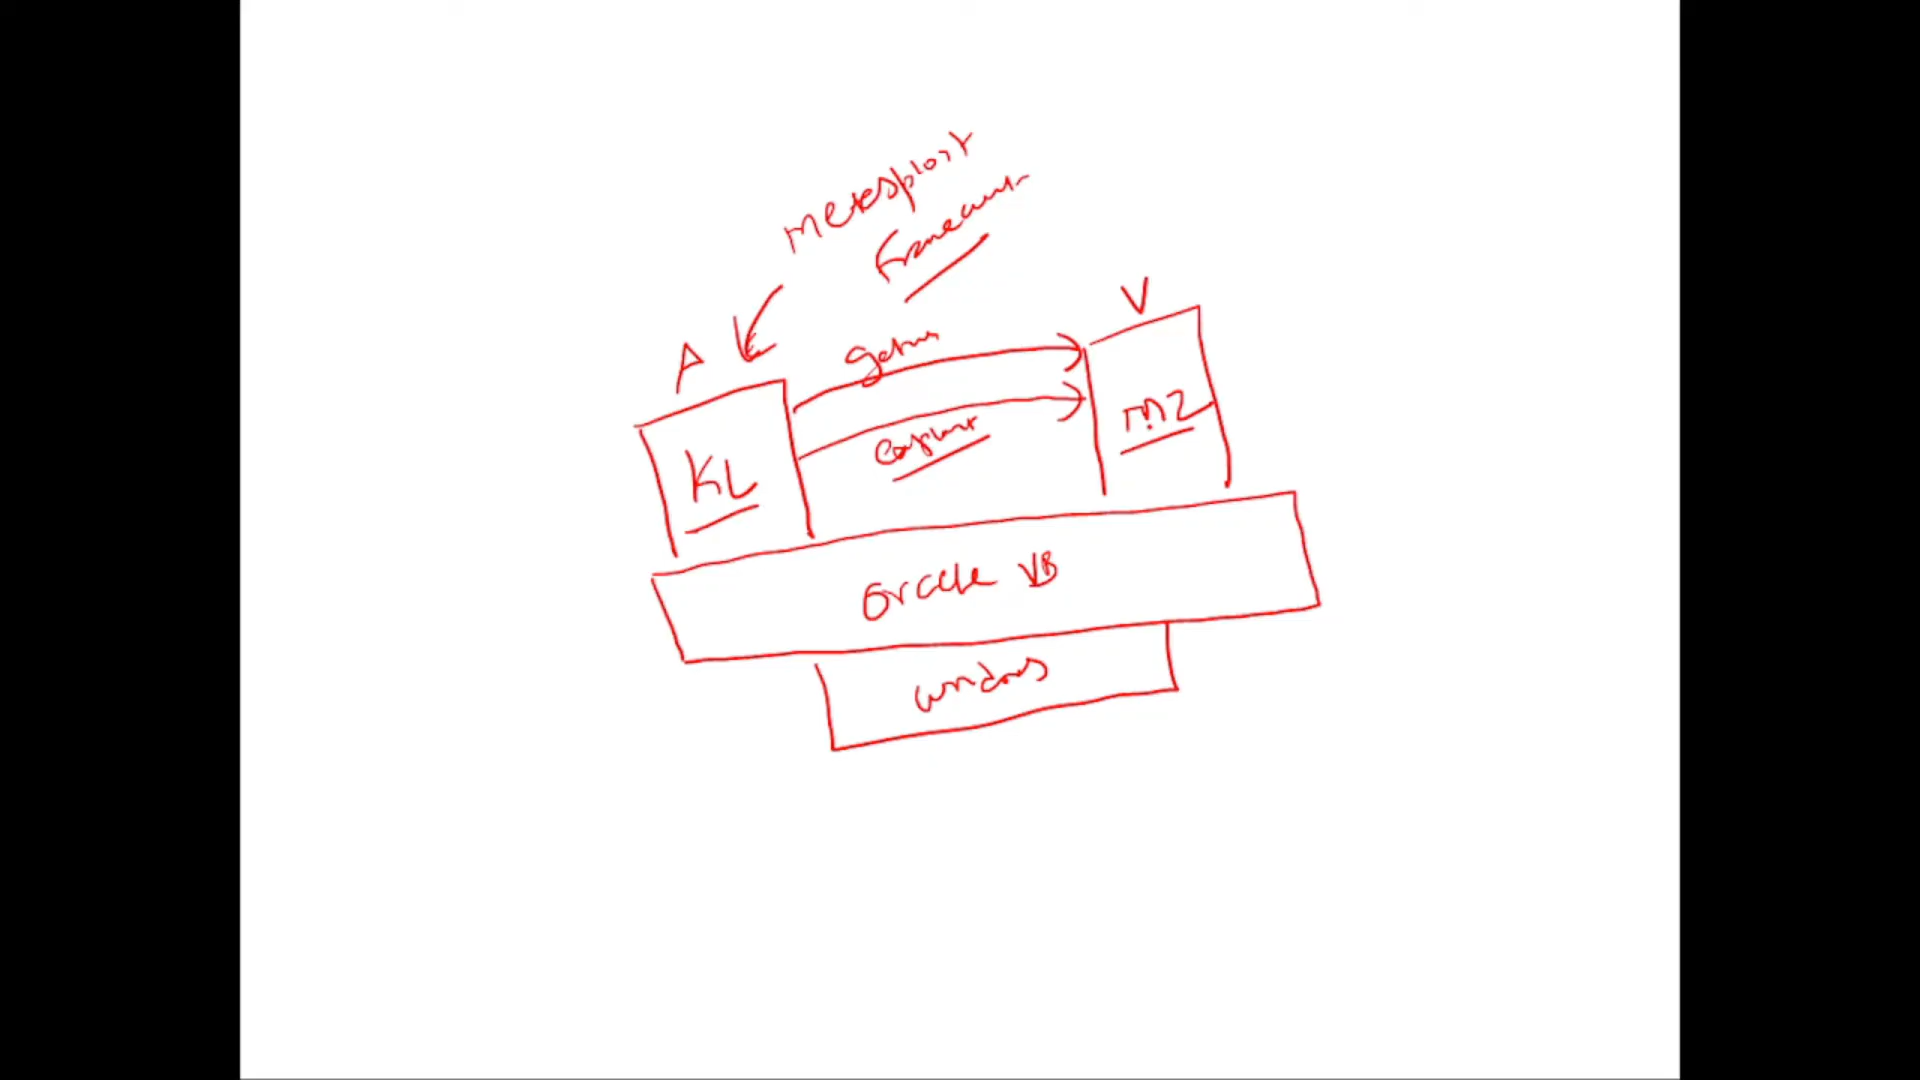 Metasploit
Framework
V
A
KL
M2
Oracle VB
windows